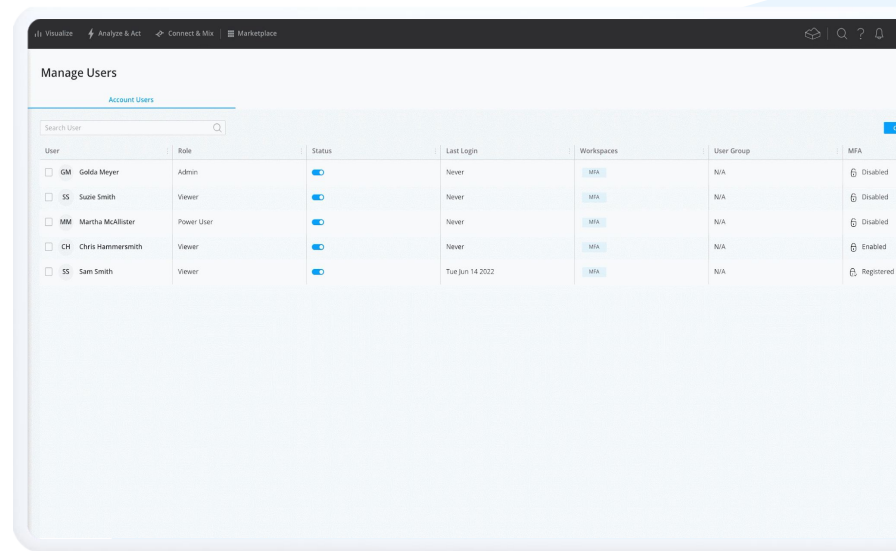 Visualize Analyze & Act Connect & Mix Marketplace
Manage Users
Account Users
Search User
User Role Status Last Login Workspaces User Group MFA
GM Golda Meyer Admin Never MFA N/A Disabled
SS Suzie Smith Viewer Never MFA N/A Disabled
MM Martha McAllister Power User Never MFA N/A Disabled
CH Chris Hammersmith Viewer Never MFA N/A Enabled
SS Sam Smith Viewer Tue Jun 14 2022 MFA N/A Registered